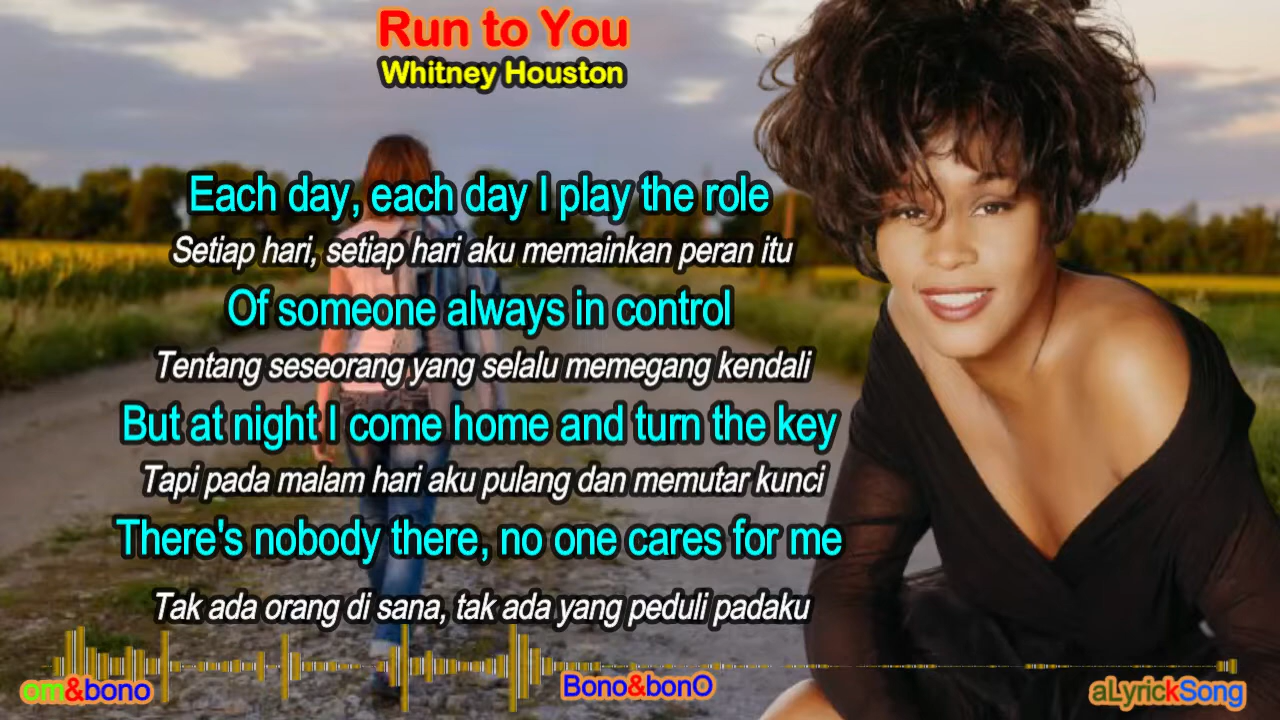 Run to You
Whitney Houston
Each day, each day I play the role
Setiap hari, setiap hari aku memainkan peran itu
Of someone always in control
Tentang seseorang yang selalu memegang kendali
But at night I come home and turn the key
Tapi pada malam hari aku pulang dan memutar kunci
There's nobody there, no one cares for me
Tak ada orang di sana, tak ada yang peduli padaku
om&bono
Bono&bonO
aLyrickSong